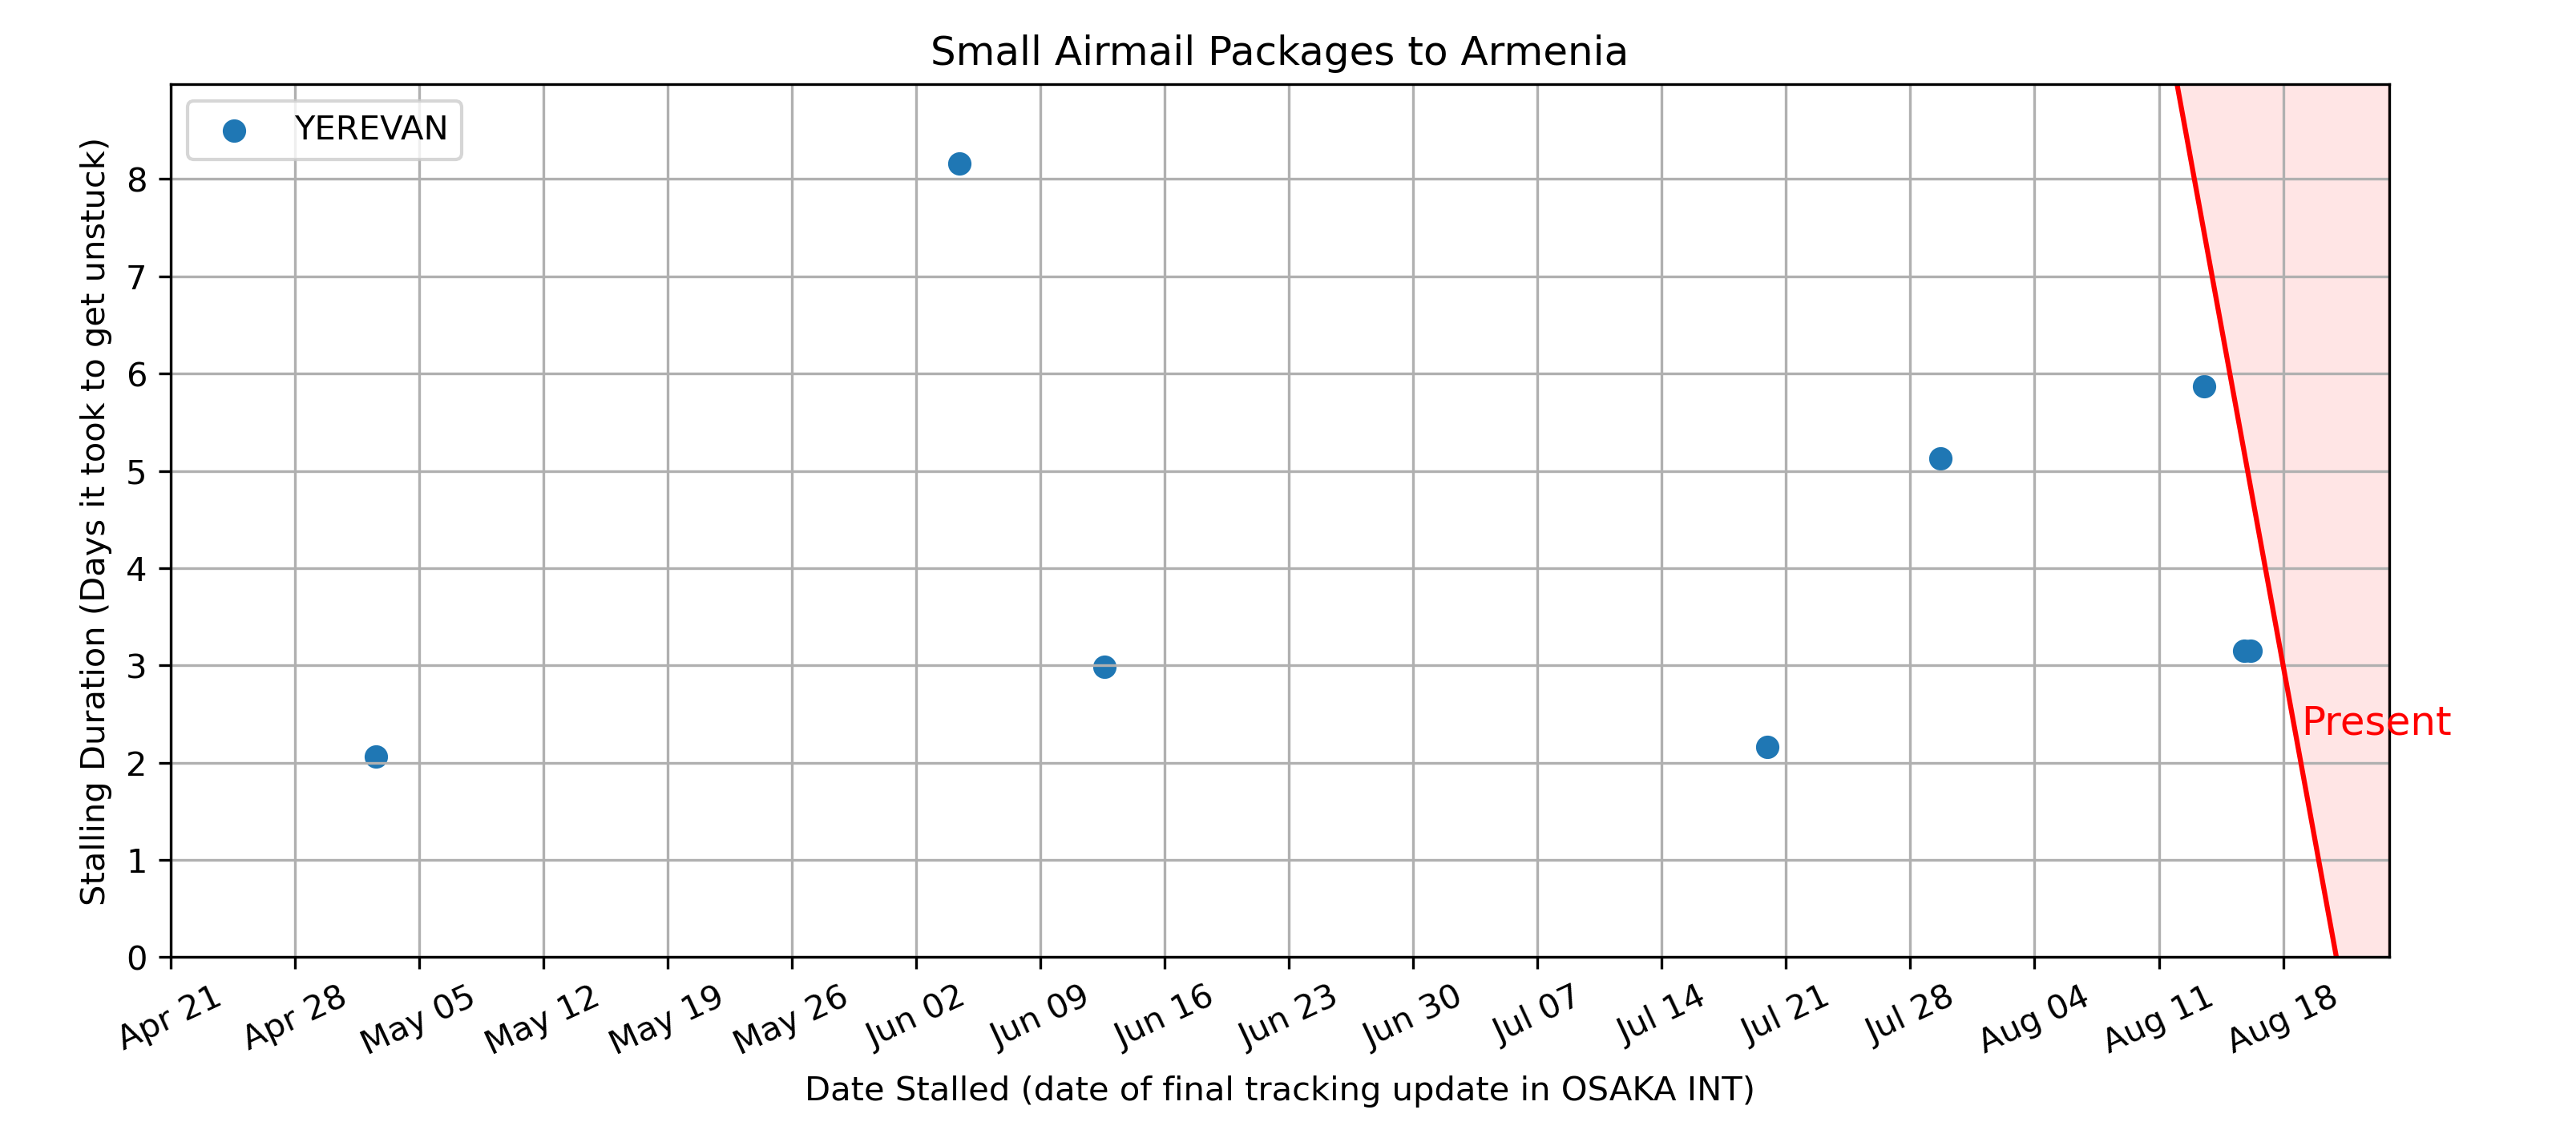 Small Airmail Packages to Armenia
YEREVAN
Stalling Duration (Days it took to get unstuck)
8
7
6
5
4
3
2
1
0
Present
Apr 21
Apr 28
May 05
May 12
May 19
May 26
Jun 02
Jun 09
Jun 16
Jun 23
Jun 30
Jul 07
Jul 14
Jul 21
Jul 28
Aug 04
Aug 11
Aug 18
Date Stalled (date of final tracking update in OSAKA INT)